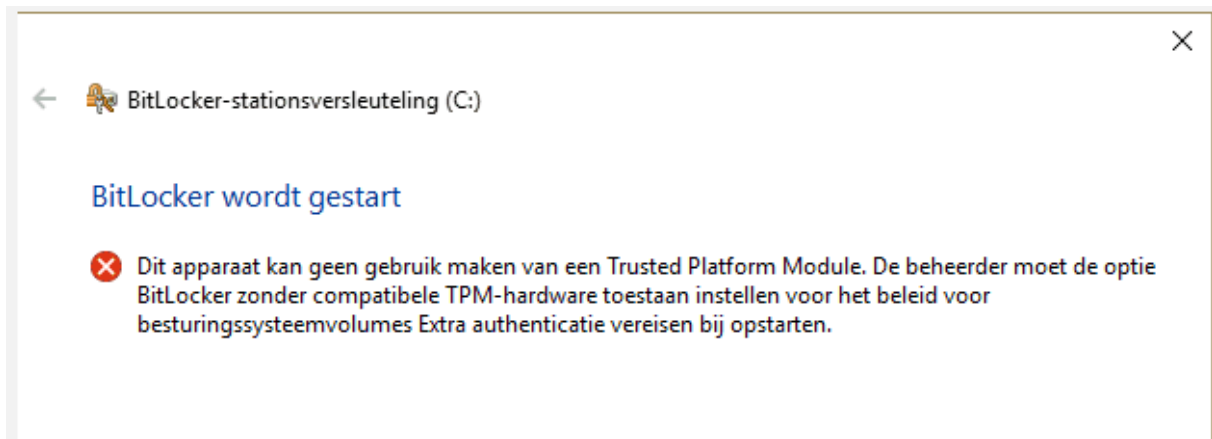 BitLocker-stationsversleuteling (C:)
BitLocker wordt gestart
Dit apparaat kan geen gebruik maken van een Trusted Platform Module. De beheerder moet de optie
BitLocker zonder compatibele TPM-hardware toestaan instellen voor het beleid voor
besturingssysteemvolumes Extra authenticatie vereisen bij opstarten.